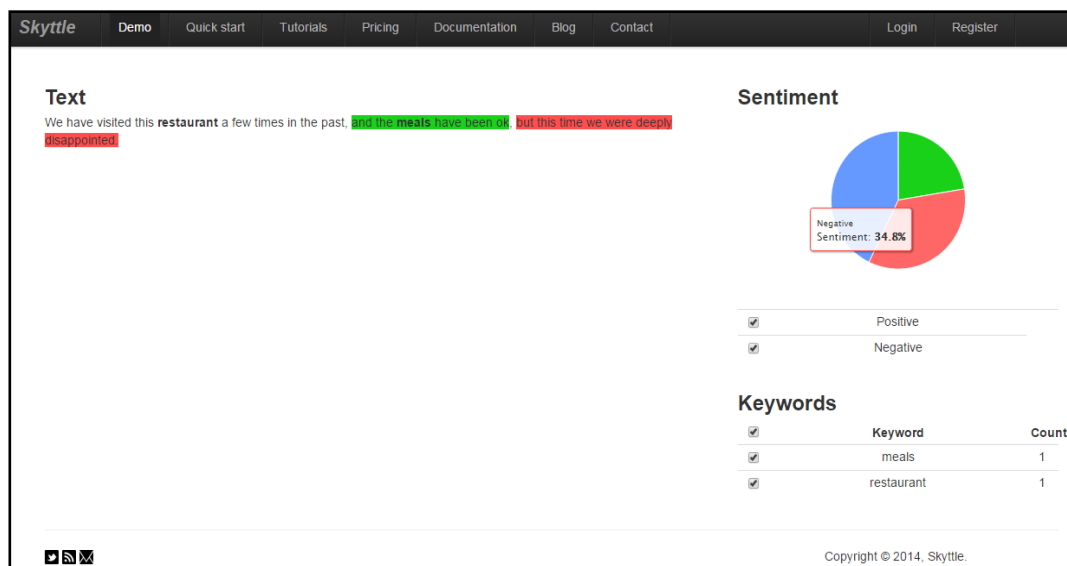 Skyttle Demo Quick start Tutorials Pricing Documentation Blog Contact Login Register
Text
We have visited this restaurant a few times in the past, and the meals have been ok, but this time we were deeply
disappointed.
Sentiment
Negative
Sentiment: 34.8%
Positive
Negative
Keywords
Keyword Count
meals 1
restaurant 1
Copyright © 2014, Skyttle.